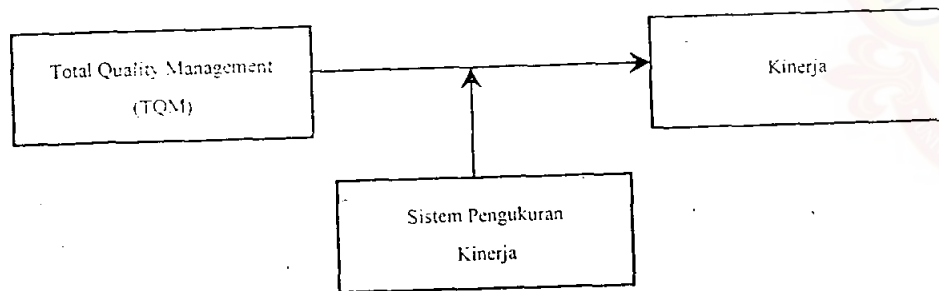 Total Quality Management
(TQM)
Kinerja
Sistem Pengukuran
Kinerja